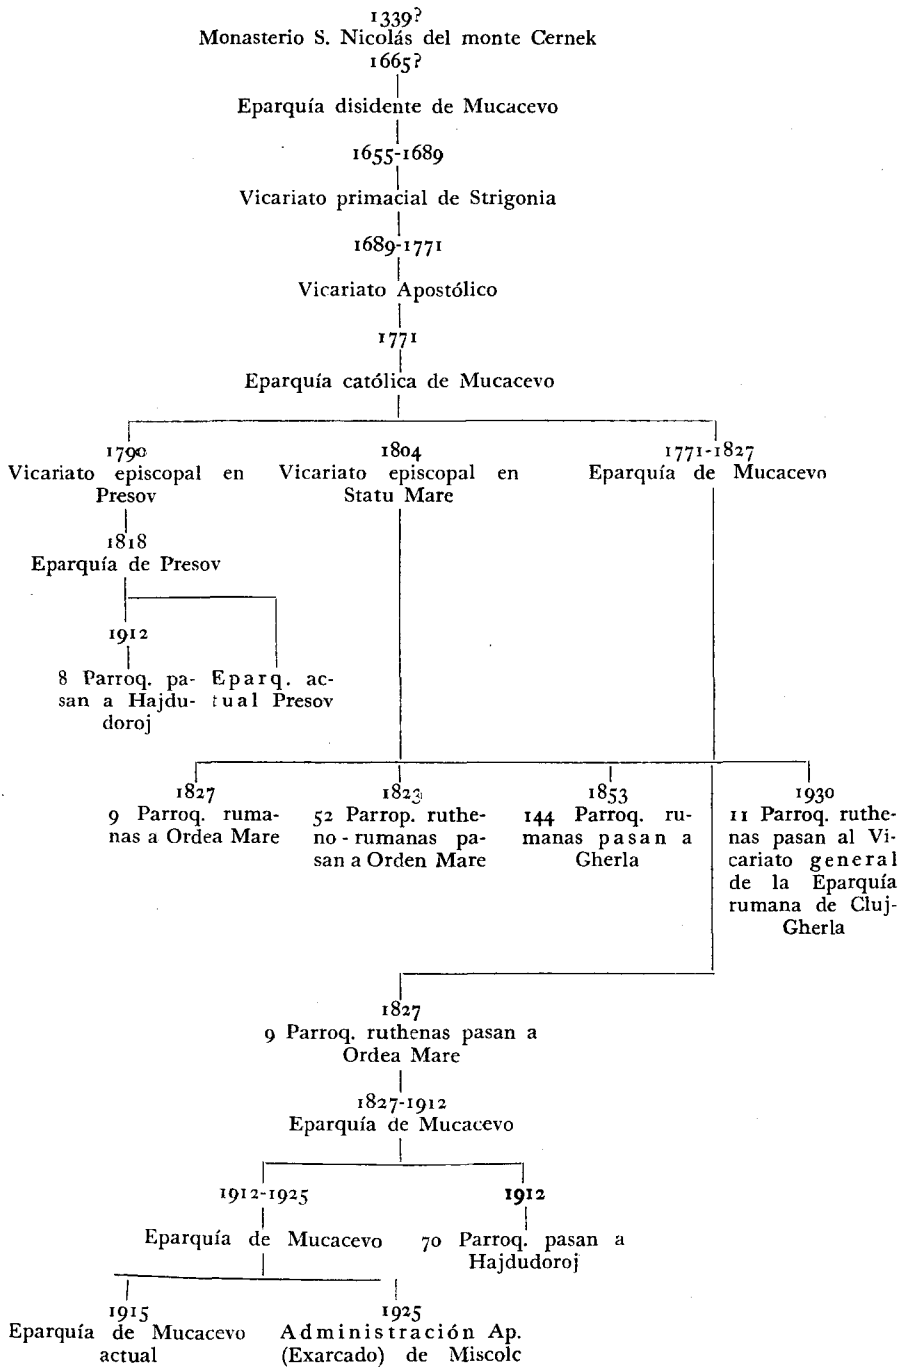 1339?
Monasterio S. Nicolás del monte Cernek
1665?
Eparquía disidente de Mucacevo
1655-1689
Vicariato primacial de Strigonia
1689-1771
Vicariato Apostólico
1771
Eparquía católica de Mucacevo
1790
Vicariato episcopal en
Presov
1804
Vicariato episcopal en
Statu Mare
1771-1827
Eparquía de Mucacevo
1818
Eparquía de Presov
1912
8 Parroq. pa-
san a Hajdu-
doroj
Eparq. ac-
tual Presov
1827
9 Parroq. ruma-
nas a Ordea Mare
1823
52 Parrop. ruthe-
no-rumanas pa-
san a Orden Mare
1853
144 Parroq. ru-
manas pasan a
Gherla
1930
11 Parroq. ruthe-
nas pasan al Vi-
cariato general
de la Eparquía
rumana de Cluj-
Gherla
1827
9 Parroq. ruthenas pasan a
Ordea Mare
1827-1912
Eparquía de Mucacevo
1912-1925
Eparquía de Mucacevo
1912
70 Parroq. pasan a
Hajdudoroj
1915
Eparquía de Mucacevo
actual
1925
Administración Ap.
(Exarcado) de Miscolc